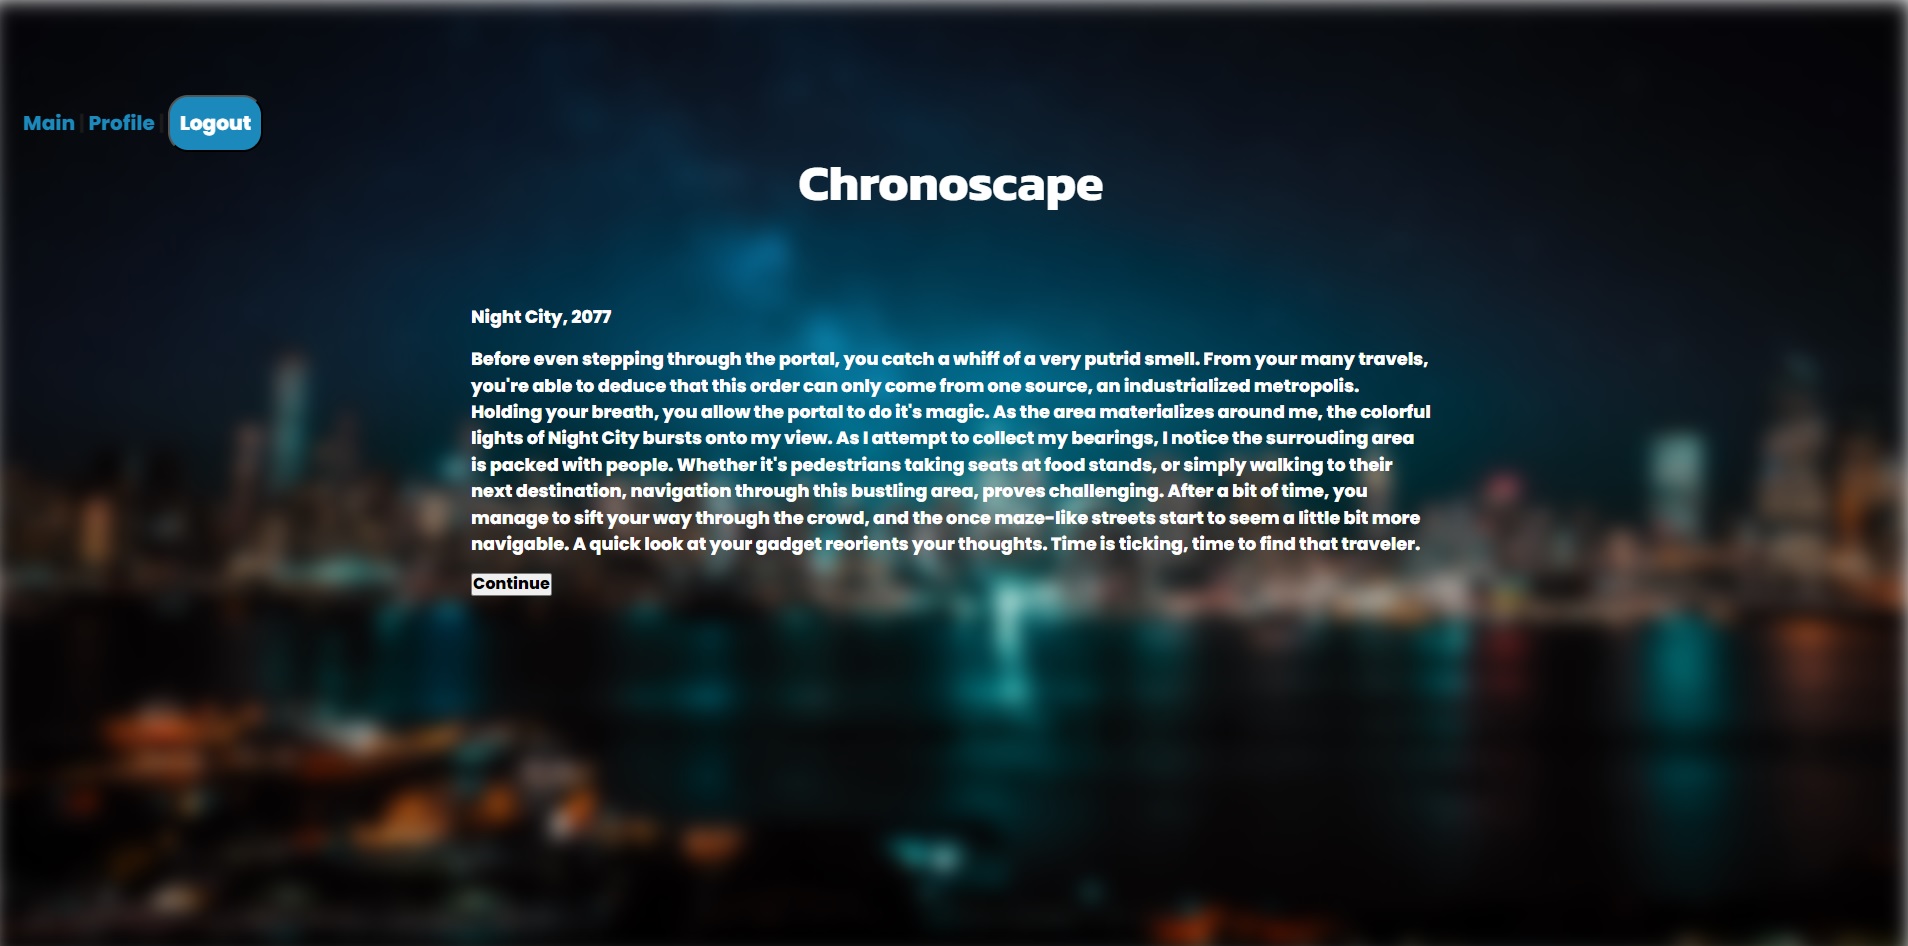 Main | Profile | Logout
Chronoscape
Night City, 2077
Before even stepping through the portal, you catch a whiff of a very putrid smell. From your many travels,
you're able to deduce that this order can only come from one source, an industrialized metropolis.
Holding your breath, you allow the portal to do it's magic. As the area materializes around me, the colorful
lights of Night City bursts onto my view. As I attempt to collect my bearings, I notice the surrouding area
is packed with people. Whether it's pedestrians taking seats at food stands, or simply walking to their
next destination, navigation through this bustling area, proves challenging. After a bit of time, you
manage to sift your way through the crowd, and the once maze-like streets start to seem a little bit more
navigable. A quick look at your gadget reorients your thoughts. Time is ticking, time to find that traveler.
Continue